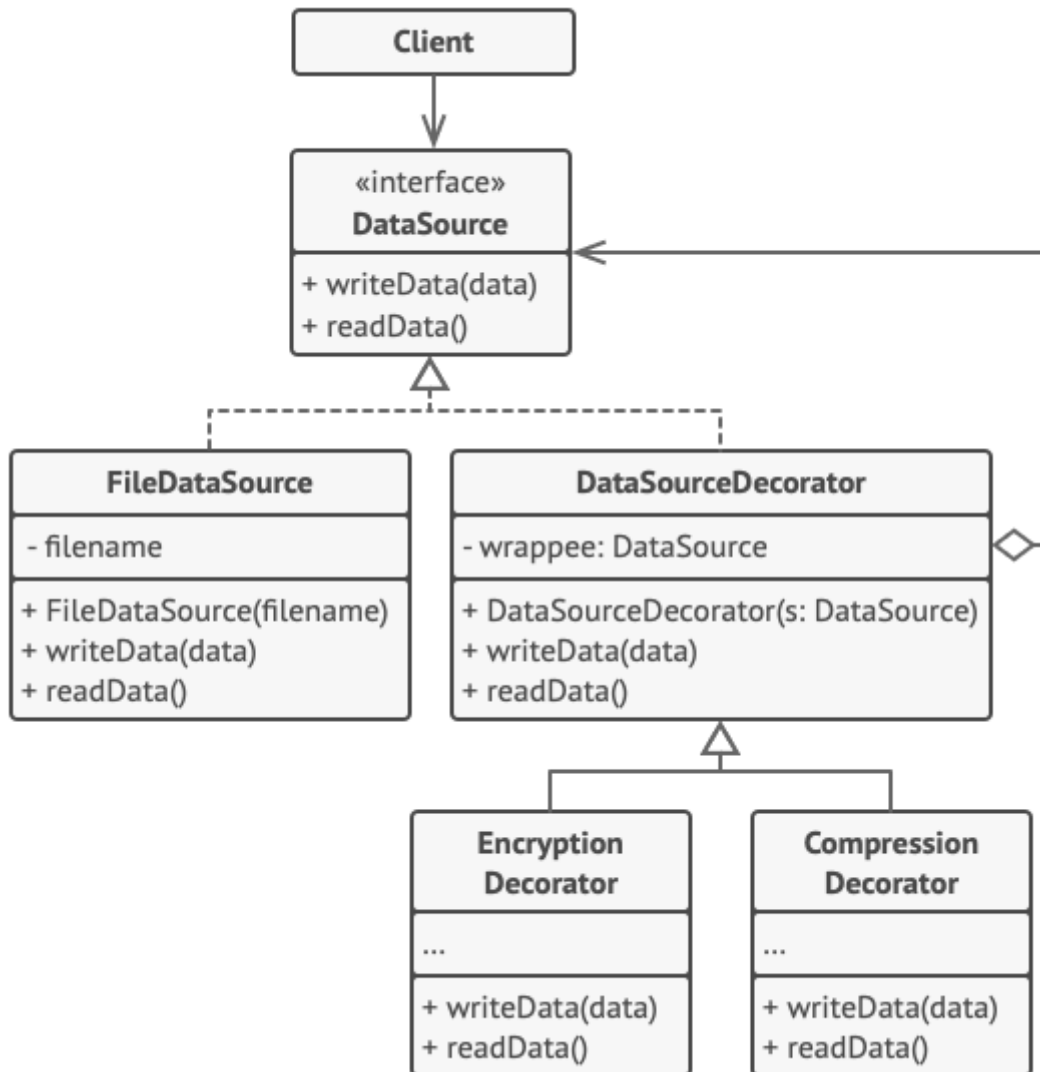 Client
«interface»
DataSource
+ writeData(data)
+ readData()
FileDataSource
- filename
+ FileDataSource(filename)
+ writeData(data)
+ readData()
DataSourceDecorator
- wrappee: DataSource
+ DataSourceDecorator(s: DataSource)
+ writeData(data)
+ readData()
Encryption
Decorator
...
+ writeData(data)
+ readData()
Compression
Decorator
...
+ writeData(data)
+ readData()